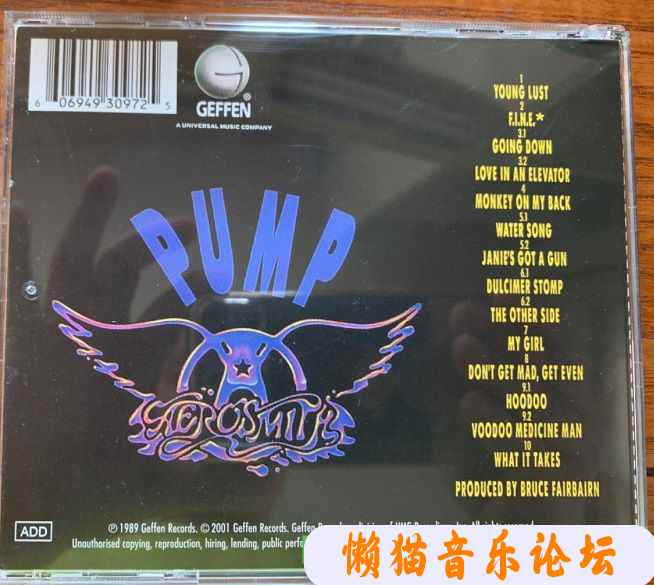 6 06949 30972 5
GEFFEN
®
A UNIVERSAL MUSIC COMPANY
PUMP
AEROSMITH
1
YOUNG LUST
2
F.I.N.E.*
3.1
GOING DOWN
3.2
LOVE IN AN ELEVATOR
4
MONKEY ON MY BACK
5.1
WATER SONG
5.2
JANIE'S GOT A GUN
6.1
DULCIMER STOMP
6.2
THE OTHER SIDE
7
MY GIRL
8
DON'T GET MAD, GET EVEN
9.1
HOODOO
9.2
VOODOO MEDICINE MAN
10
WHAT IT TAKES
PRODUCED BY BRUCE FAIRBAIRN
ADD
℗ 1989 Geffen Records. © 2001 Geffen Records. Geffen
Unauthorised copying, reproduction, hiring, lending, public
懒猫音乐论坛